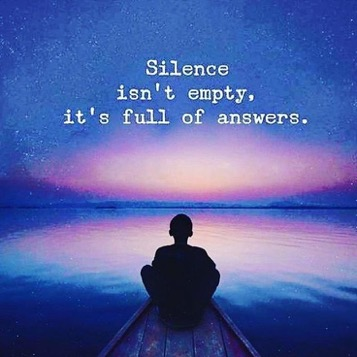 Silence
isn't empty,
it's full of answers.